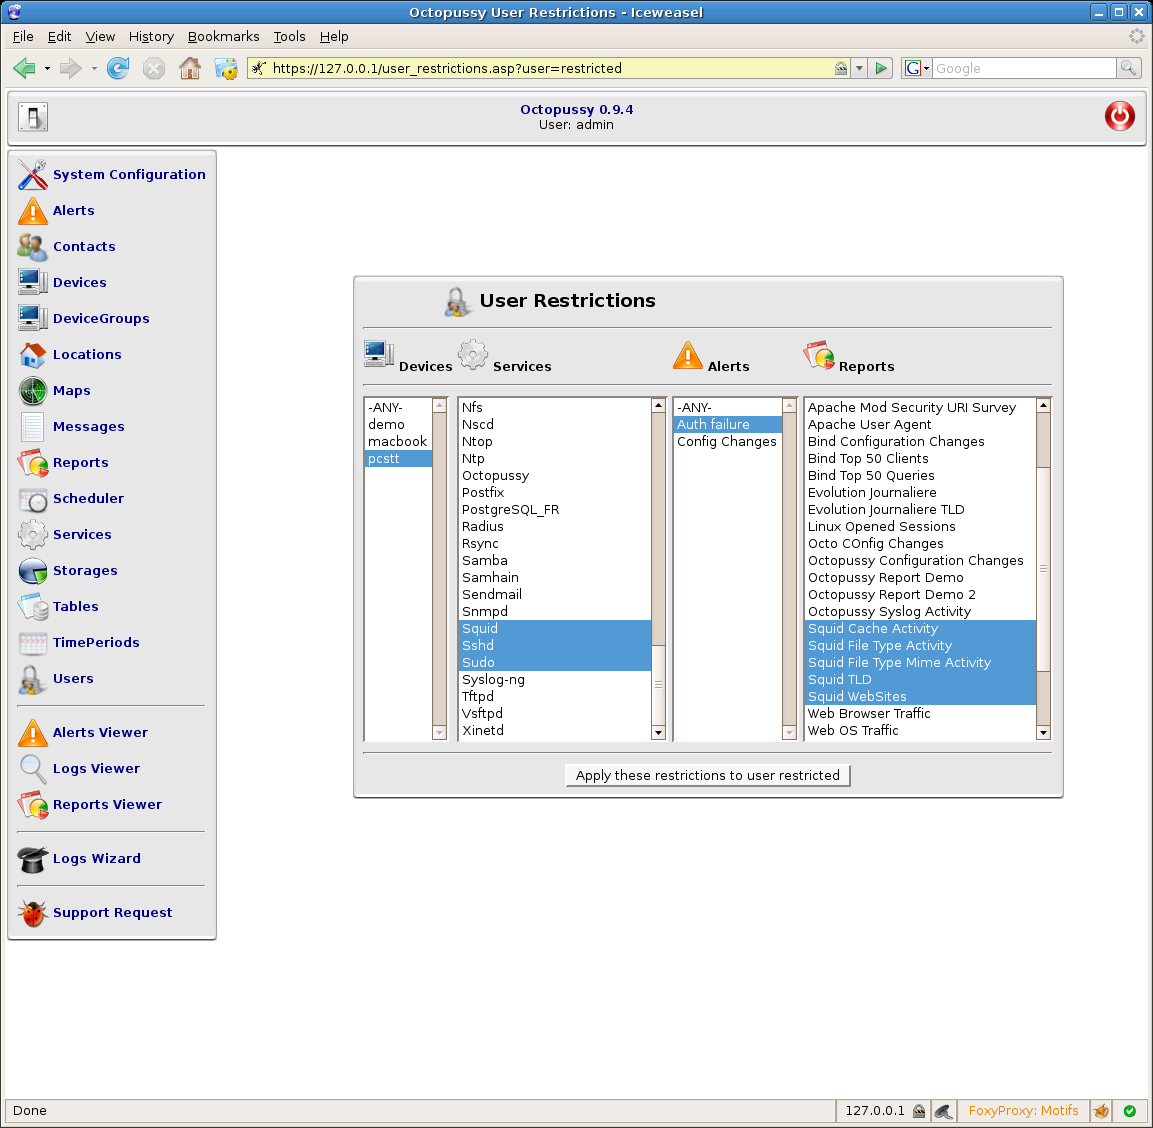 Octopussy User Restrictions - Iceweasel
File Edit View History Bookmarks Tools Help
https://127.0.0.1/user_restrictions.asp?user=restricted
G Google
Octopussy 0.9.4
User: admin
System Configuration
Alerts
Contacts
Devices
DeviceGroups
Locations
Maps
Messages
Reports
Scheduler
Services
Storages
Tables
TimePeriods
Users
Alerts Viewer
Logs Viewer
Reports Viewer
Logs Wizard
Support Request
User Restrictions
Devices
Services
Alerts
Reports
-ANY-
demo
macbook
pcstt
Nfs
Nscd
Ntop
Ntp
Octopussy
Postfix
PostgreSQL_FR
Radius
Rsync
Samba
Samhain
Sendmail
Snmpd
Squid
Sshd
Sudo
Syslog-ng
Tftpd
Vsftpd
Xinetd
-ANY-
Auth failure
Config Changes
Apache Mod Security URI Survey
Apache User Agent
Bind Configuration Changes
Bind Top 50 Clients
Bind Top 50 Queries
Evolution Journaliere
Evolution Journaliere TLD
Linux Opened Sessions
Octo COnfig Changes
Octopussy Configuration Changes
Octopussy Report Demo
Octopussy Report Demo 2
Octopussy Syslog Activity
Squid Cache Activity
Squid File Type Activity
Squid File Type Mime Activity
Squid TLD
Squid WebSites
Web Browser Traffic
Web OS Traffic
Apply these restrictions to user restricted
Done
127.0.0.1
FoxyProxy: Motifs